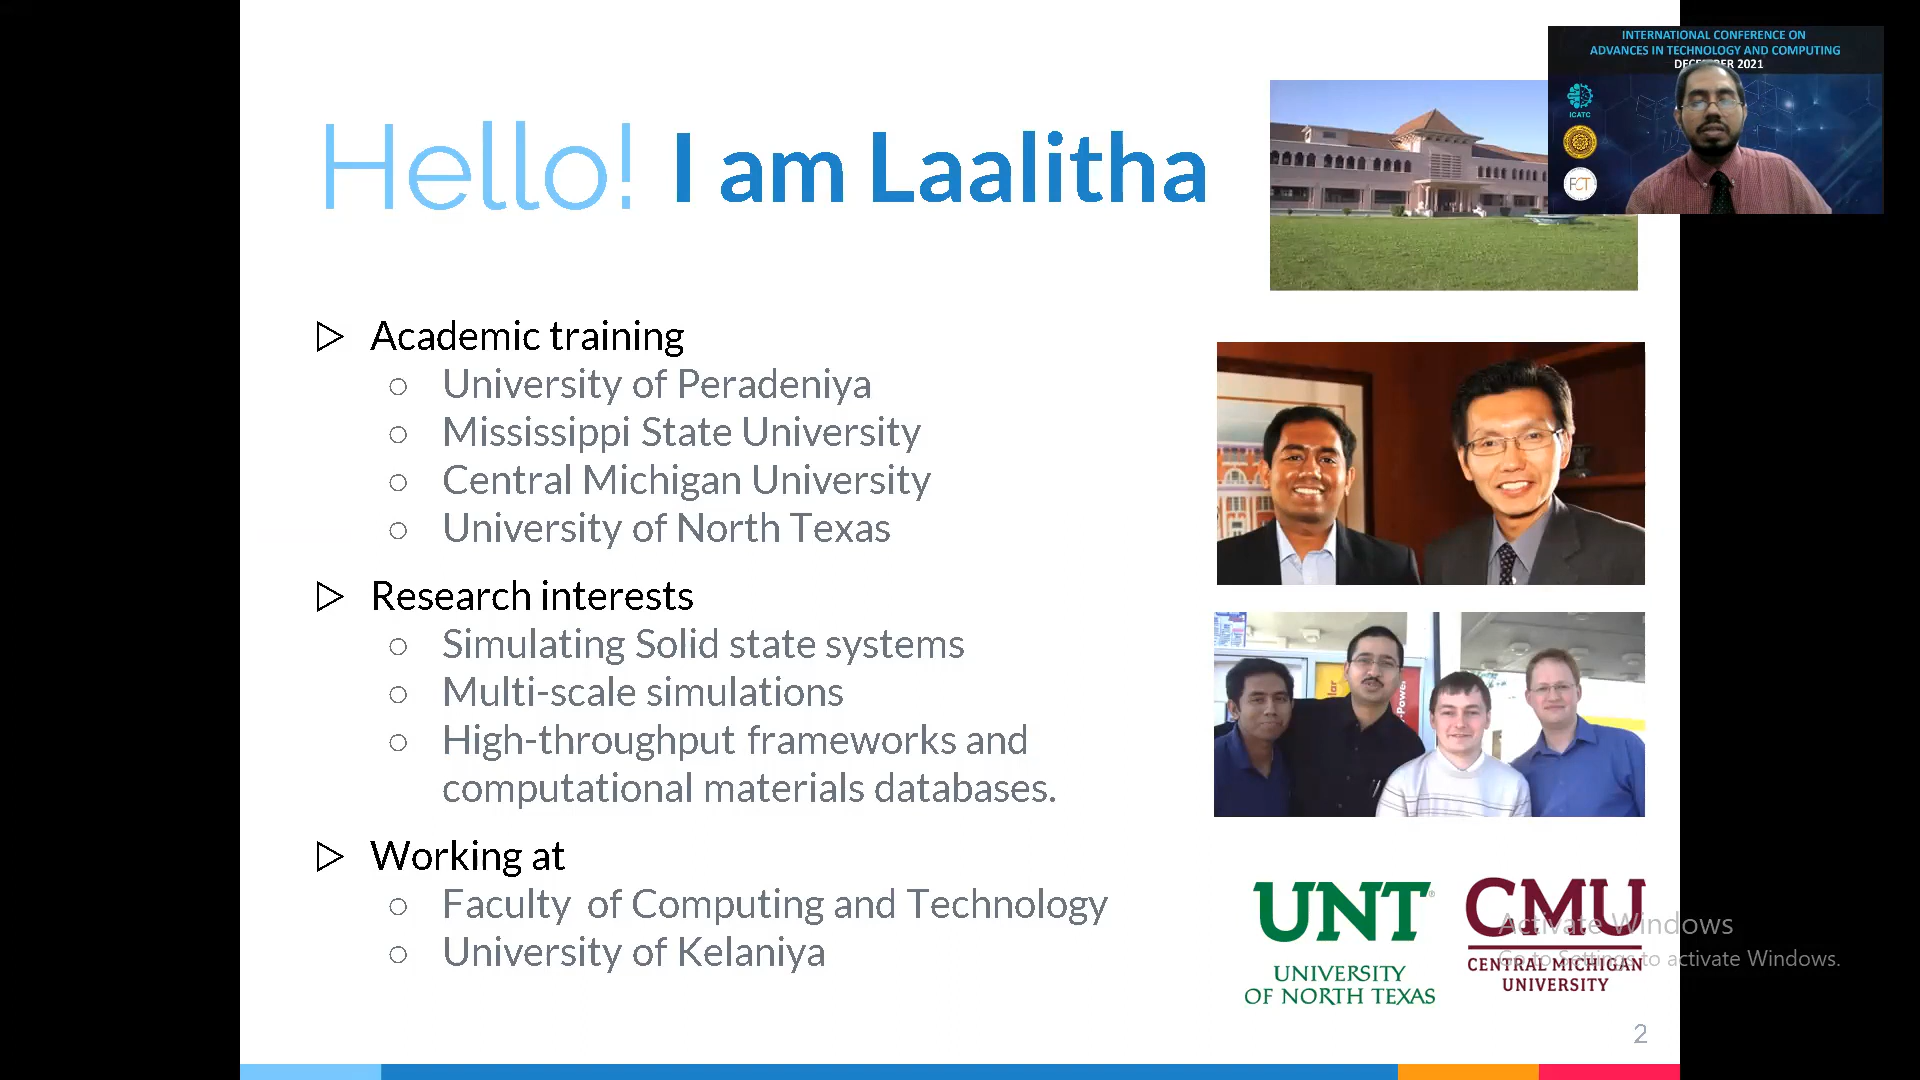 INTERNATIONAL CONFERENCE ON
ADVANCES IN TECHNOLOGY AND COMPUTING
2021
ICATC
FCT
Hello! I am Laalitha
Academic training
University of Peradeniya
Mississippi State University
Central Michigan University
University of North Texas
Research interests
Simulating Solid state systems
Multi-scale simulations
High-throughput frameworks and
computational materials databases.
Working at
Faculty of Computing and Technology
University of Kelaniya
UNT
UNIVERSITY
OF NORTH TEXAS
CMU
CENTRAL MICHIGAN
UNIVERSITY
Activate Windows
Go to Settings to activate Windows.
2